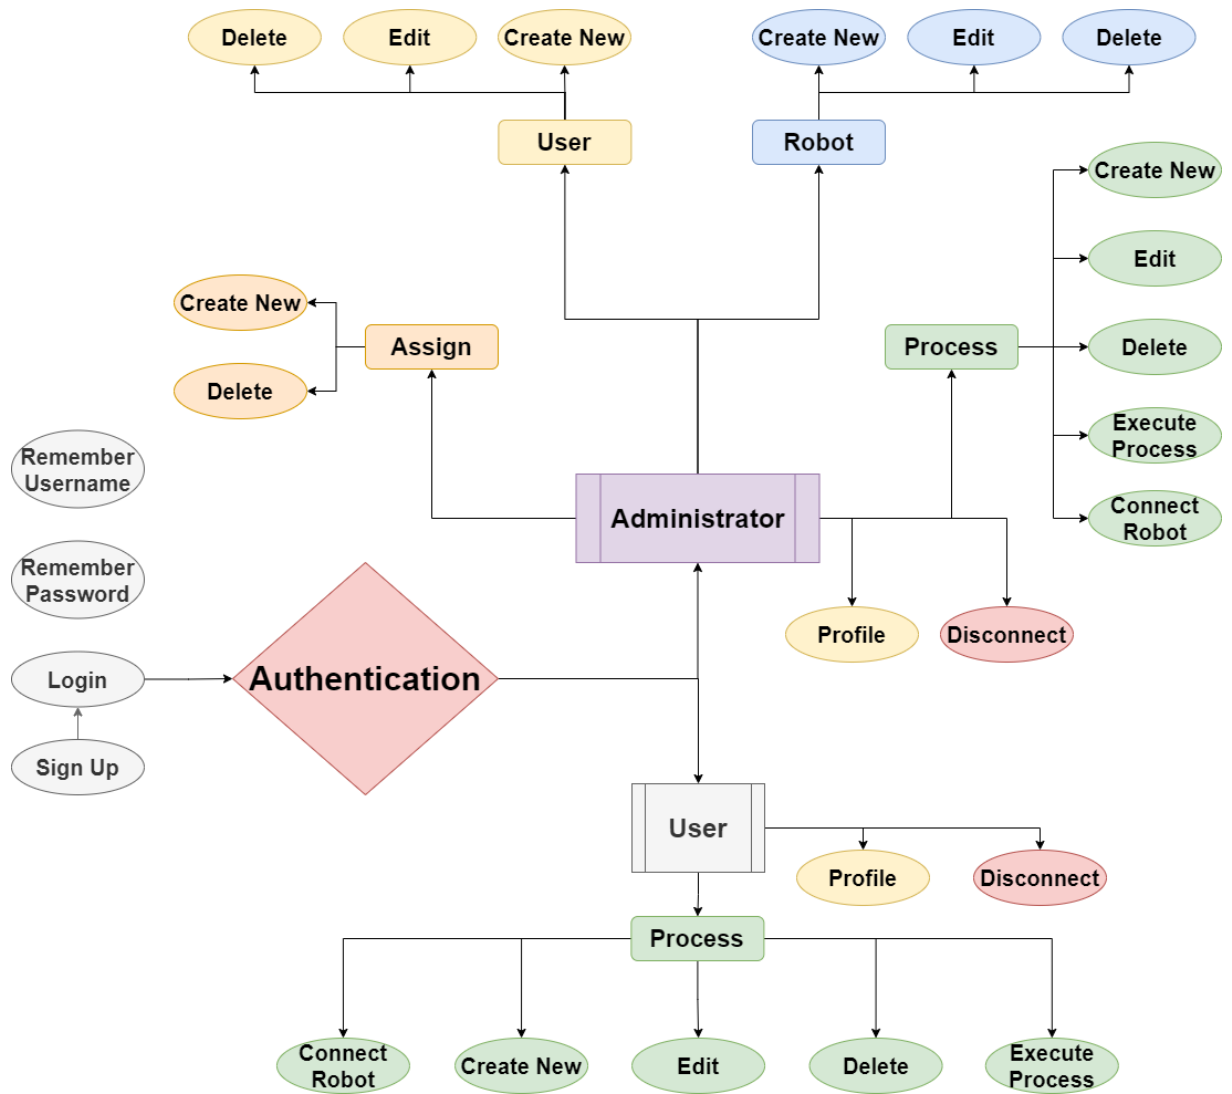 Delete
Edit
Create New
Create New
Edit
Delete
User
Robot
Create New
Edit
Delete
Execute
Process
Connect
Robot
Process
Create New
Delete
Assign
Remember
Username
Remember
Password
Login
Sign Up
Authentication
Administrator
Profile
Disconnect
User
Profile
Disconnect
Process
Connect
Robot
Create New
Edit
Delete
Execute
Process